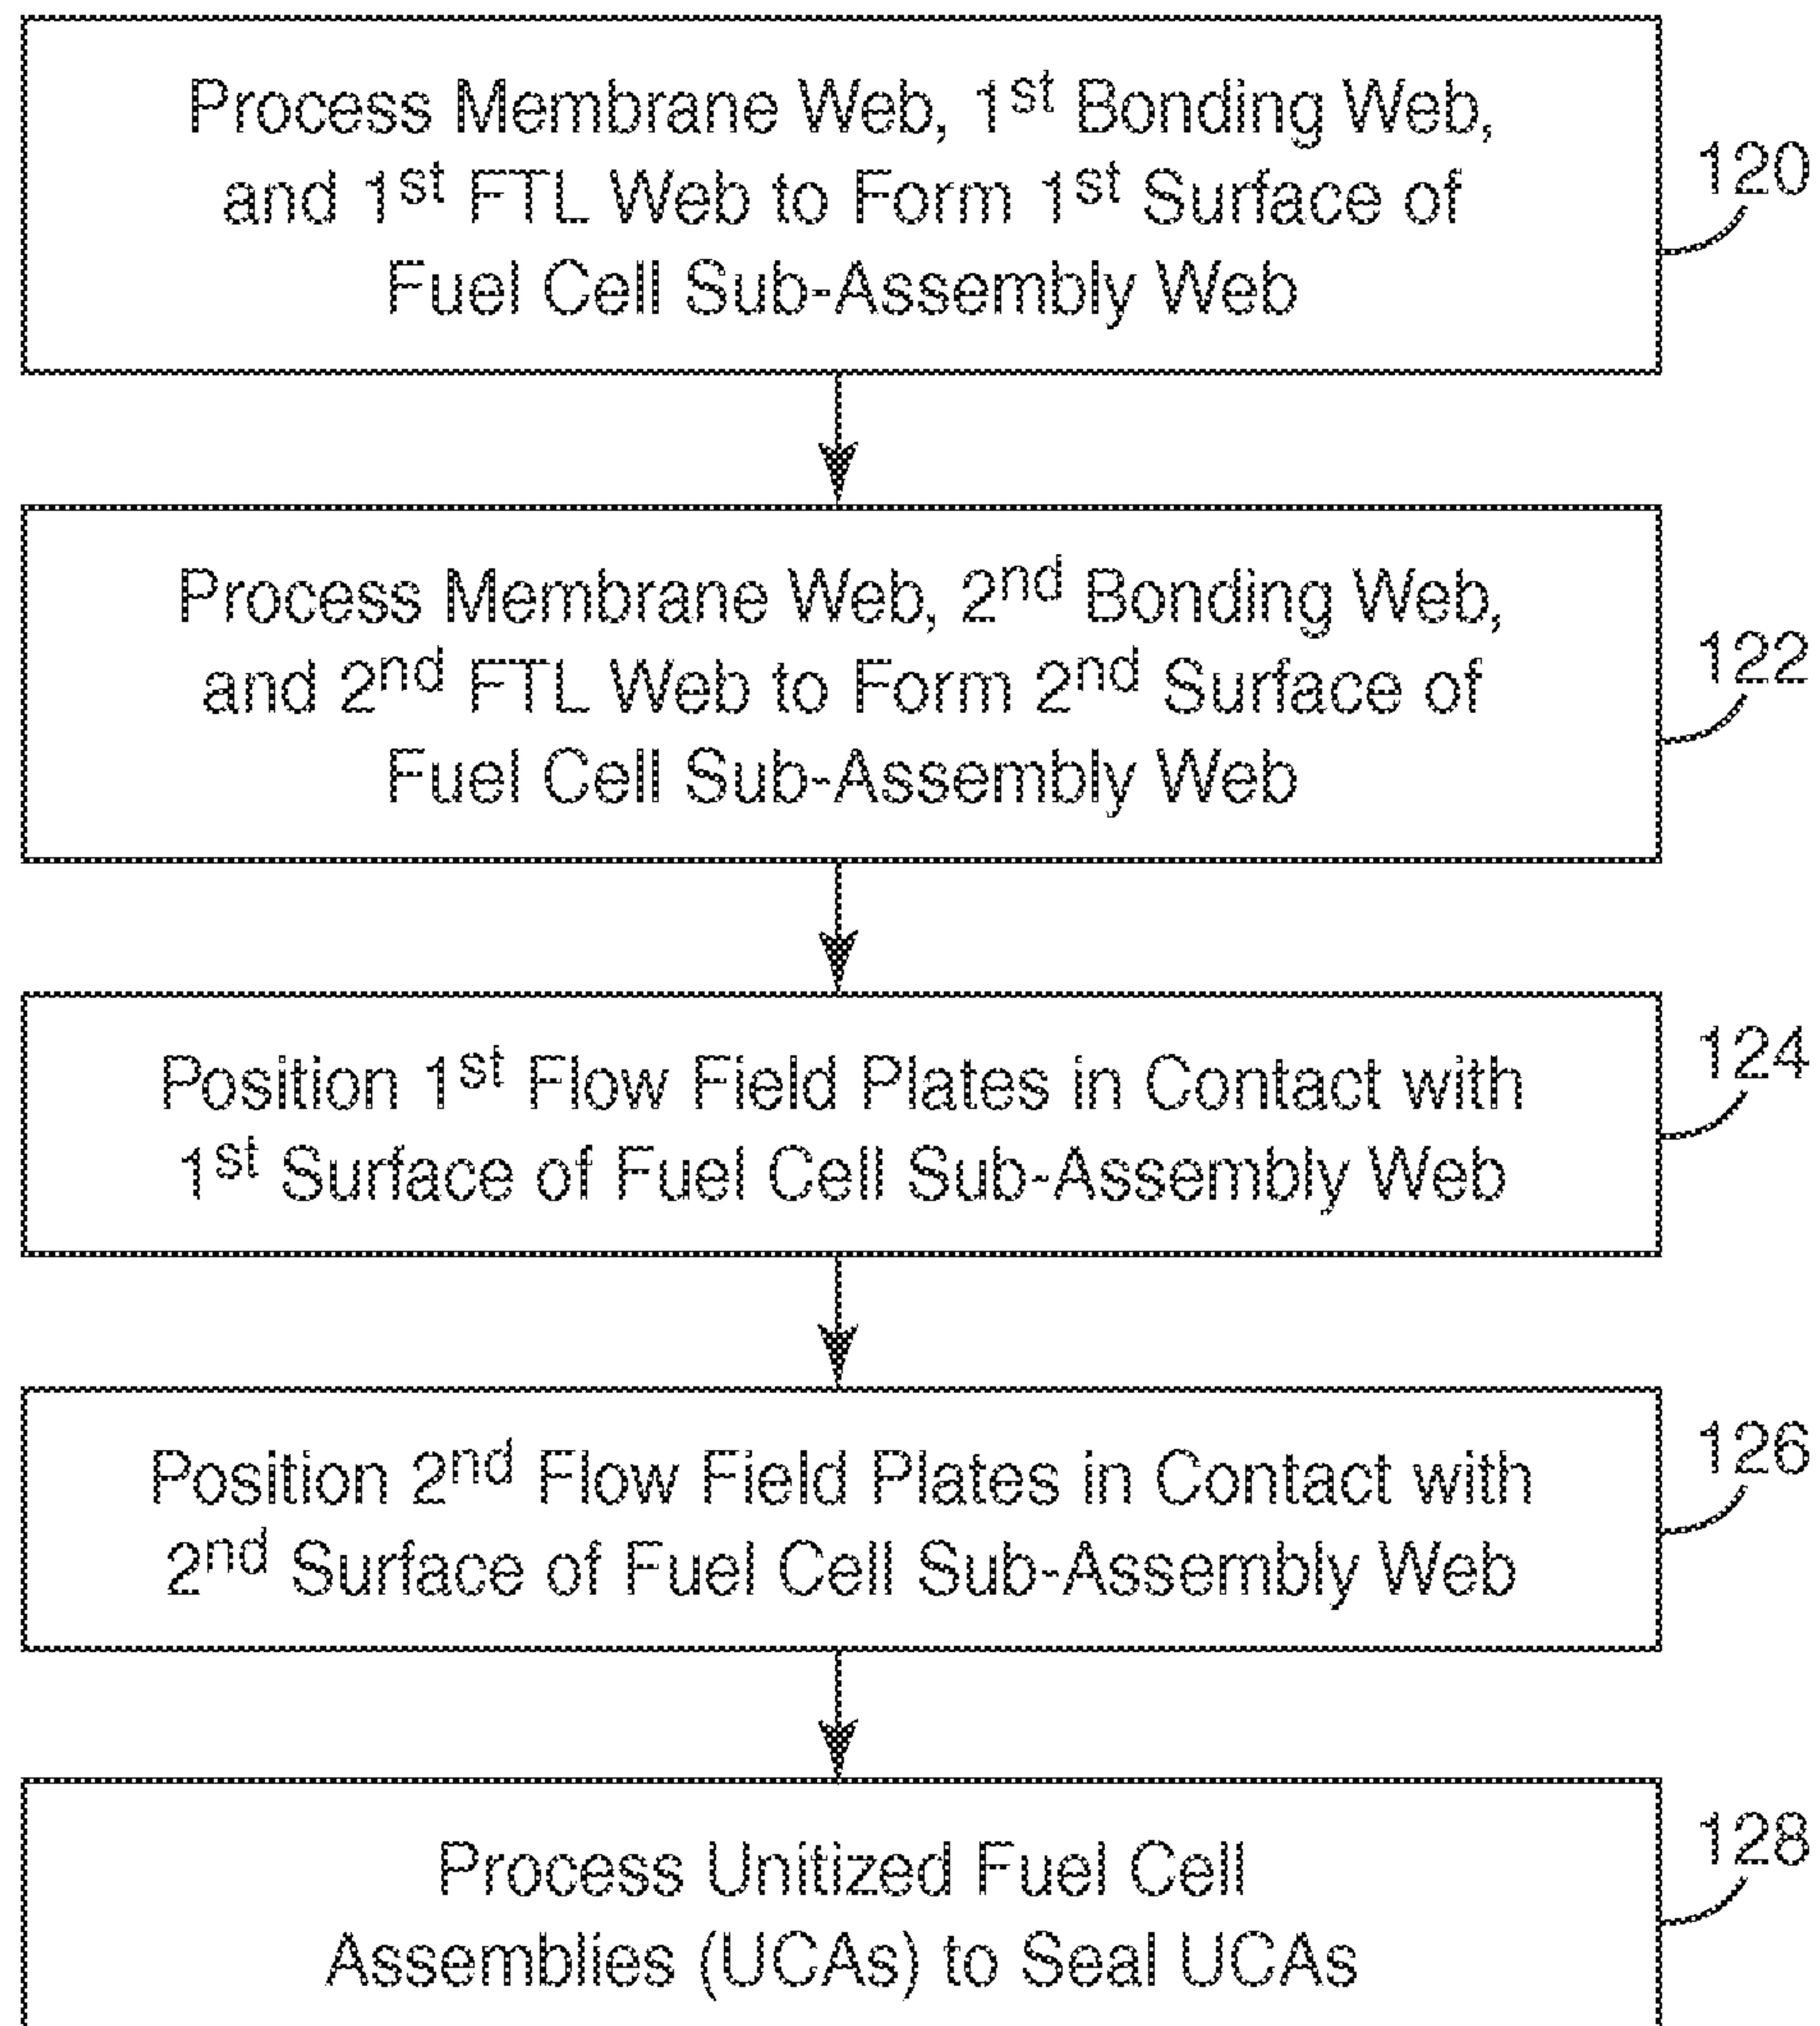 Process Membrane Web, 1st Bonding Web,
and 1st FTL Web to Form 1st Surface of
Fuel Cell Sub-Assembly Web
120
Process Membrane Web, 2nd Bonding Web,
and 2nd FTL Web to Form 2nd Surface of
Fuel Cell Sub-Assembly Web
122
Position 1st Flow Field Plates in Contact with
1st Surface of Fuel Cell Sub-Assembly Web
124
Position 2nd Flow Field Plates in Contact with
2nd Surface of Fuel Cell Sub-Assembly Web
126
Process Unitized Fuel Cell
Assemblies (UCAs) to Seal UCAs
128